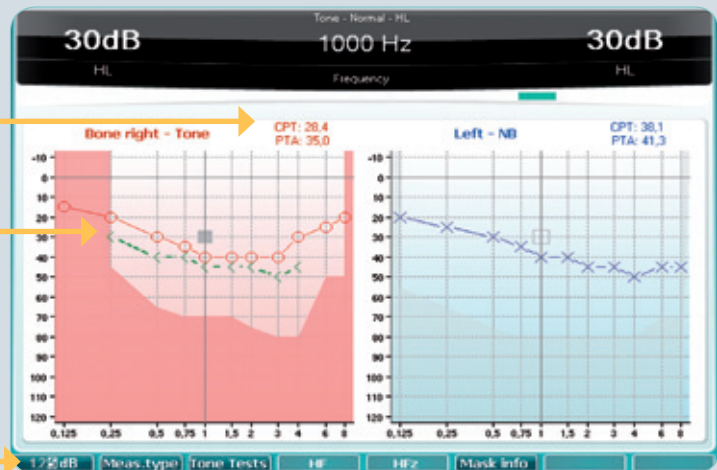 Tone - Normal - HL
30dB 1000 Hz 30dB
HL Frequency HL
Bone right - Tone CPT: 28,4 Left - NB CPT: 38,1
PTA: 35,0 PTA: 41,3
-10 -10
0 0
10 10
20 20
30 30
40 40
50 50
60 60
70 70
80 80
90 90
100 100
110 110
120 120
0,125 0,25 0,5 0,75 1 1,5 2 3 4 6 8 0,125 0,25 0,5 0,75 1 1,5 2 3 4 6 8
dB Meas.type Tone Tests HF HFz Mask info